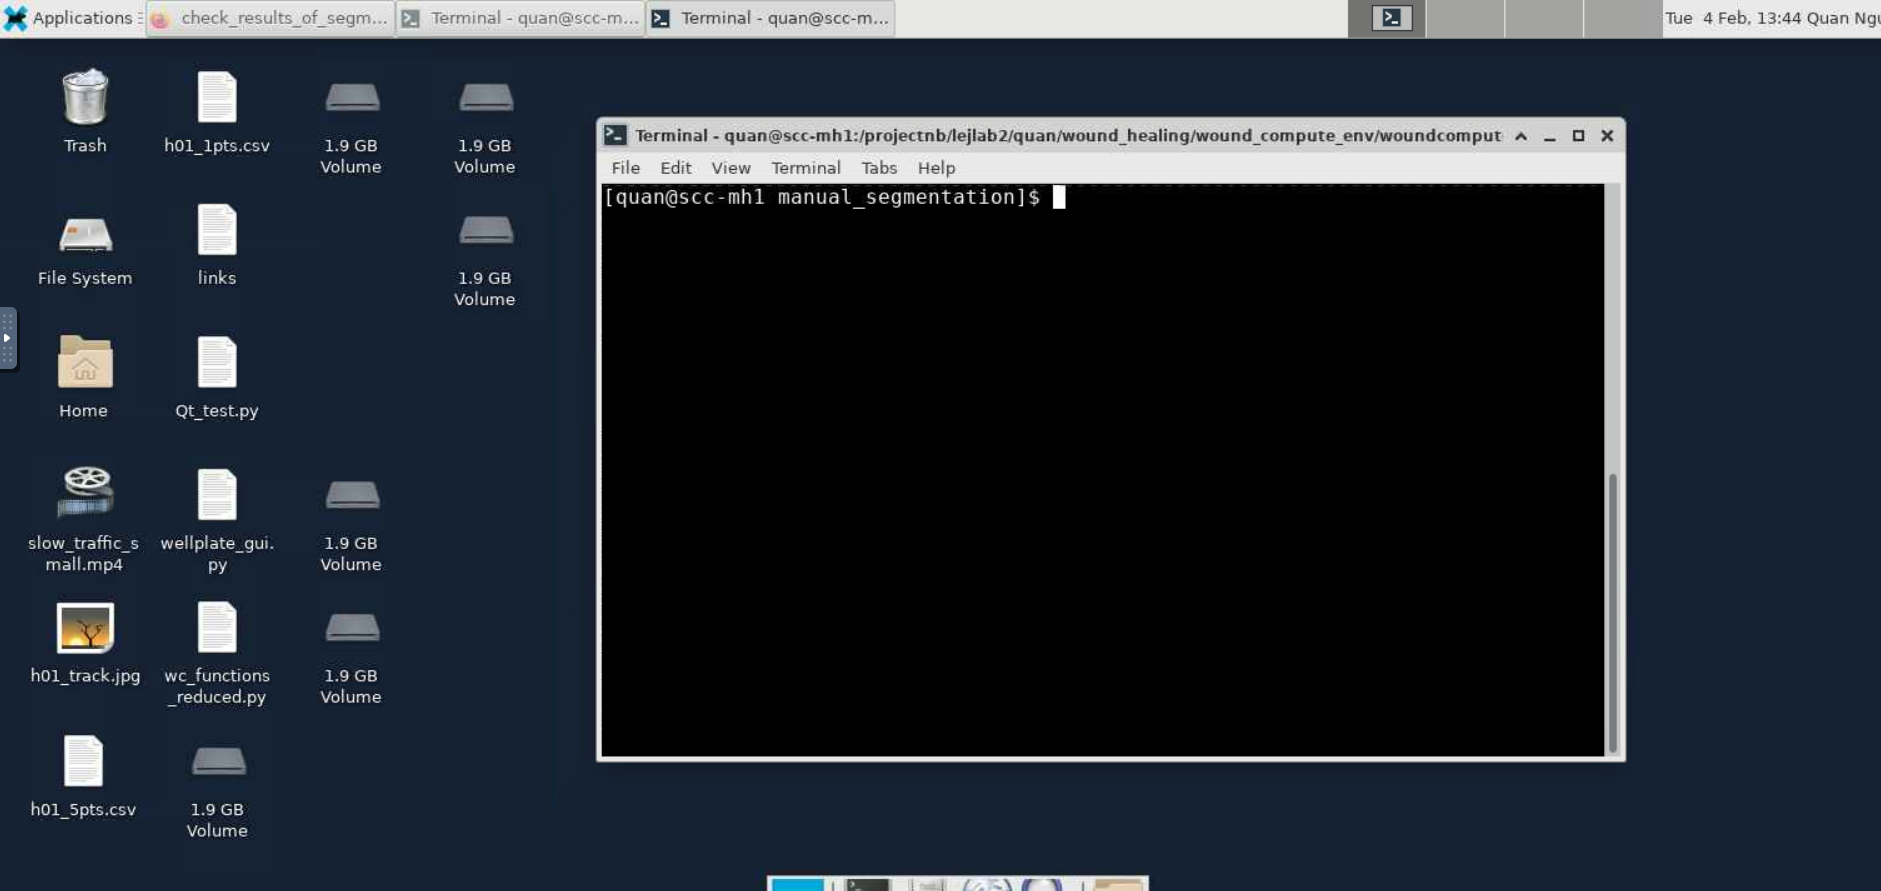 Applications
check_results_of_segm...
Terminal - quan@scc-m...
Terminal - quan@scc-m...
Tue 4 Feb, 13:44 Quan Ngu
Trash
h01_1pts.csv
1.9 GB
Volume
1.9 GB
Volume
File System
links
1.9 GB
Volume
Home
Qt_test.py
slow_traffic_s
mall.mp4
wellplate_gui.
py
1.9 GB
Volume
h01_track.jpg
wc_functions
_reduced.py
1.9 GB
Volume
h01_5pts.csv
1.9 GB
Volume
Terminal - quan@scc-mh1:/projectnb/lejlab2/quan/wound_healing/wound_compute_env/woundcomput
File Edit View Terminal Tabs Help
[quan@scc-mh1 manual_segmentation]$